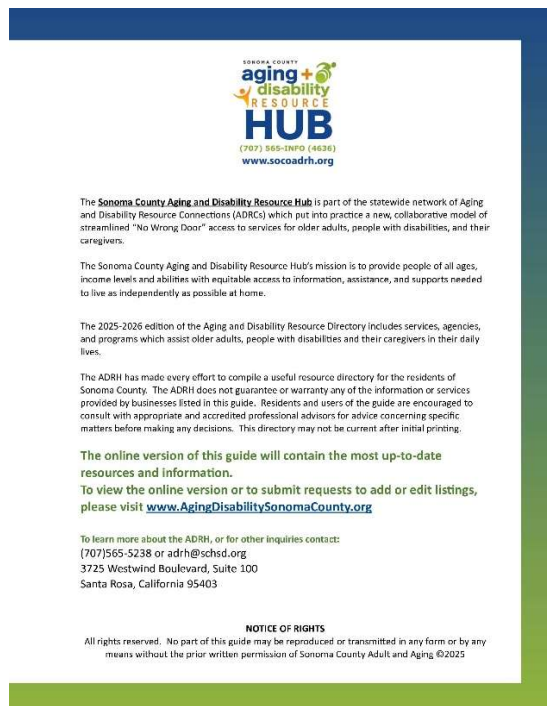 SONOMA COUNTY
aging+
disability
RESOURCE
HUB
(707) 565-INFO (4636)
www.socoadrh.org
The Sonoma County Aging and Disability Resource Hub is part of the statewide network of Aging
and Disability Resource Connections (ADRCs) which put into practice a new, collaborative model of
streamlined “No Wrong Door” access to services for older adults, people with disabilities, and their
caregivers.
The Sonoma County Aging and Disability Resource Hub's mission is to provide people of all ages,
income levels and abilities with equitable access to information, assistance, and supports needed
to live as independently as possible at home.
The 2025-2026 edition of the Aging and Disability Resource Directory includes services, agencies,
and programs which assist older adults, people with disabilities and their caregivers in their daily
lives.
The ADRH has made every effort to compile a useful resource directory for the residents of
Sonoma County. The ADRH does not guarantee or warranty any of the information or services
provided by businesses listed in this guide. Residents and users of the guide are encouraged to
consult with appropriate and accredited professional advisors for advice concerning specific
matters before making any decisions. This directory may not be current after initial printing.
The online version of this guide will contain the most up-to-date
resources and information.
To view the online version or to submit requests to add or edit listings,
please visit www.AgingDisabilitySonomaCounty.org
To learn more about the ADRH, or for other inquiries contact:
(707)565-5238 or adrh@schsd.org
3725 Westwind Boulevard, Suite 100
Santa Rosa, California 95403
NOTICE OF RIGHTS
All rights reserved. No part of this guide may be reproduced or transmitted in any form or by any
means without the prior written permission of Sonoma County Adult and Aging ©2025